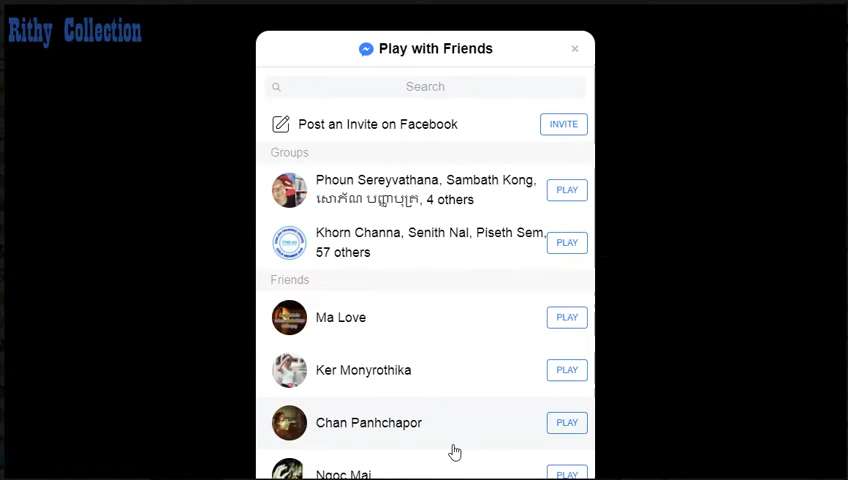 Rithy Collection
Play with Friends
×
Search
Post an Invite on Facebook
INVITE
Groups
Phoun Sereyvathana, Sambath Kong,
សោភ័ណ បញ្ញាបុត្រ, 4 others
PLAY
Khorn Channa, Senith Nal, Piseth Sem,
57 others
PLAY
Friends
Ma Love
PLAY
Ker Monyrothika
PLAY
Chan Panhchapor
PLAY
Ngoc Mai
PLAY